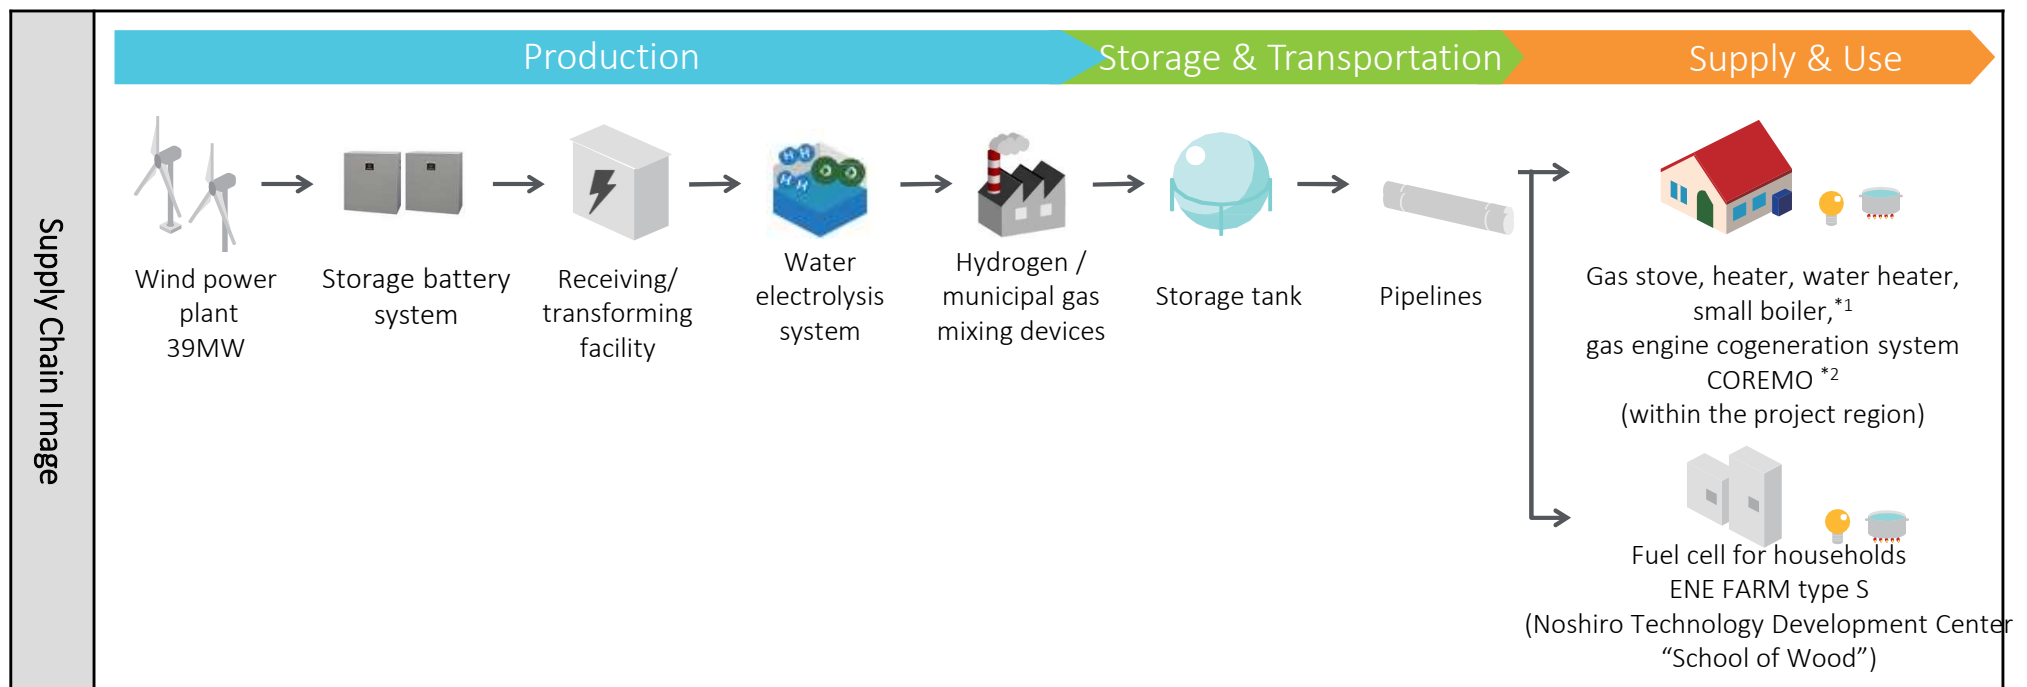 Supply Chain Image
Production
Storage & Transportation
Supply & Use
Wind power
plant
39MW
Storage battery
system
Receiving/
transforming
facility
Water
electrolysis
system
Hydrogen /
municipal gas
mixing devices
Storage tank
Pipelines
Gas stove, heater, water heater,
small boiler,*1
gas engine cogeneration system
COREMO *2
(within the project region)
Fuel cell for households
ENE FARM type S
(Noshiro Technology Development Center
“School of Wood”)
H H
H H